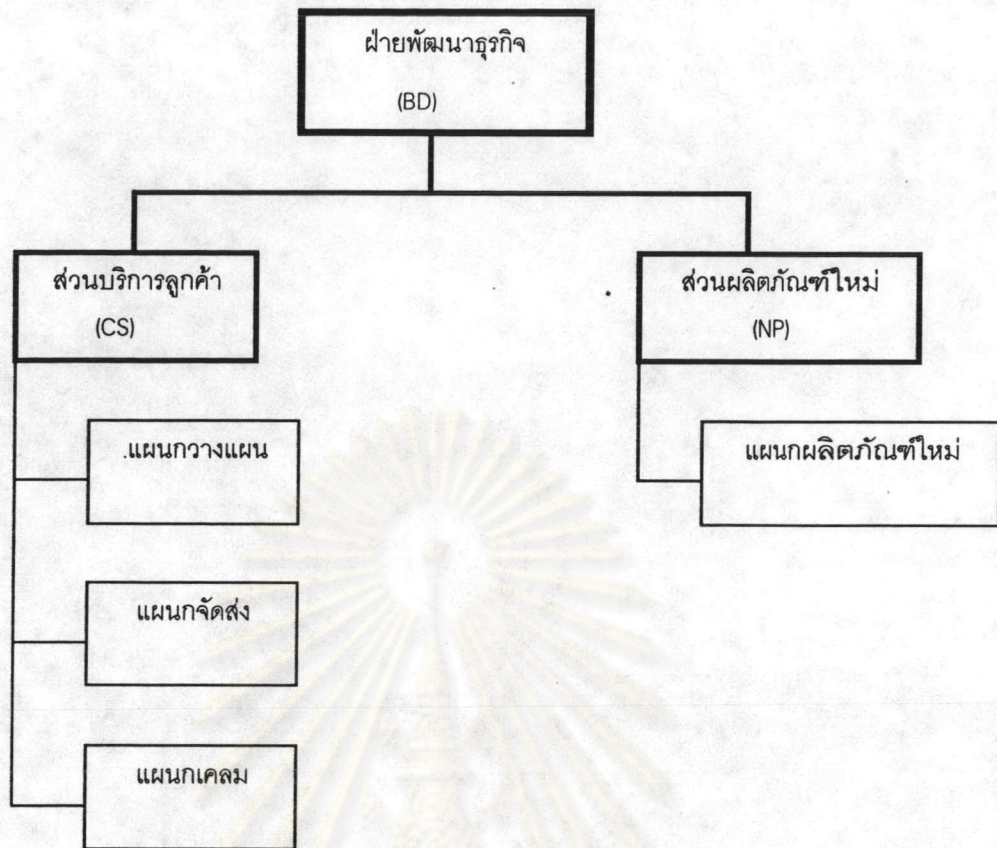 ฝ่ายพัฒนาธุรกิจ
(BD)
ส่วนบริการลูกค้า
(CS)
ส่วนผลิตภัณฑ์ใหม่
(NP)
.แผนกวางแผน
แผนกผลิตภัณฑ์ใหม่
แผนกจัดส่ง
แผนกเคลม